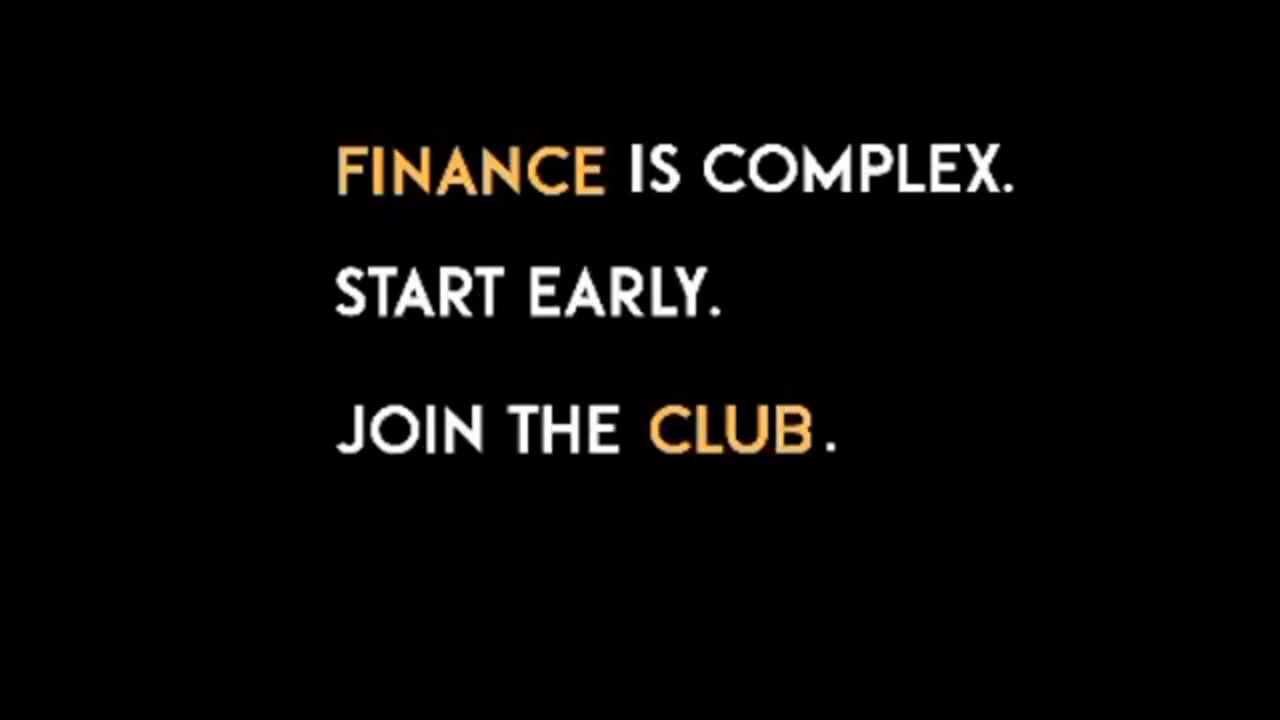 FINANCE IS COMPLEX.
START EARLY.
JOIN THE CLUB.